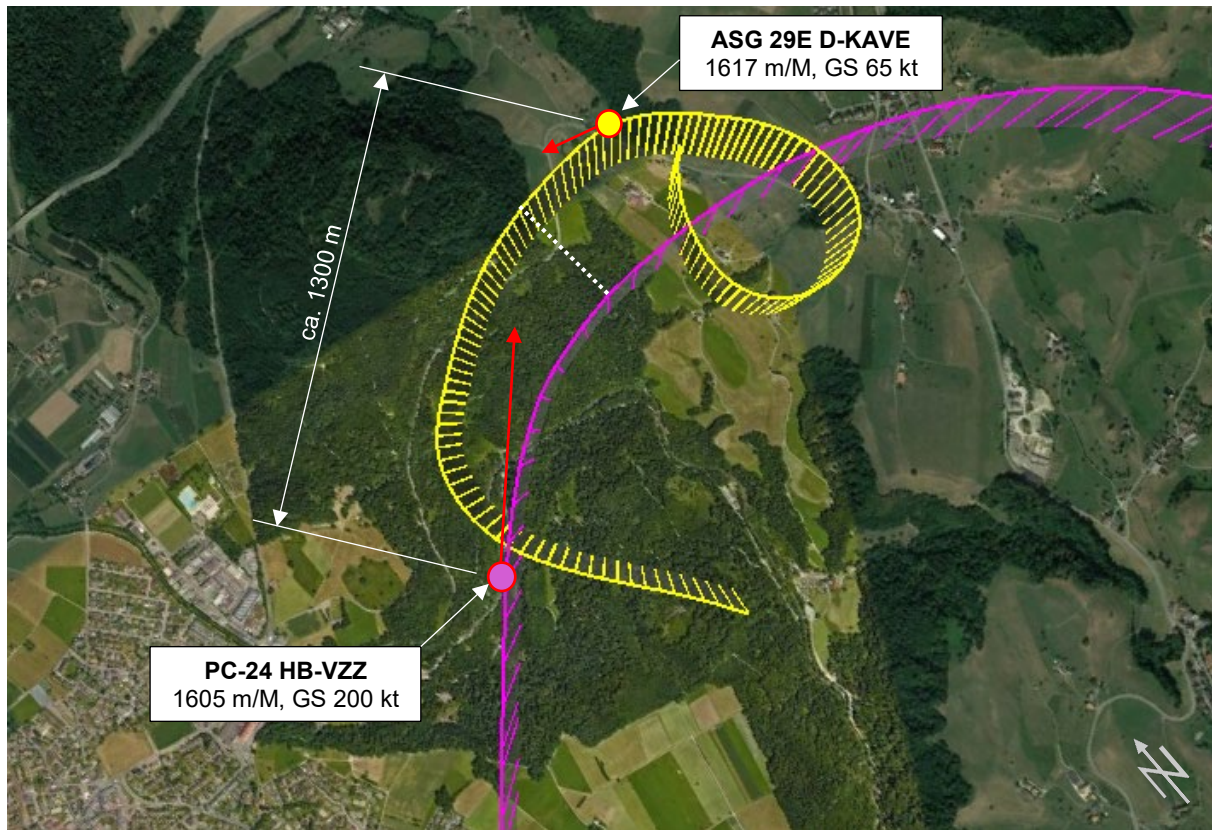 ASG 29E D-KAVE
1617 m/M, GS 65 kt
ca. 1300 m
PC-24 HB-VZZ
1605 m/M, GS 200 kt
N